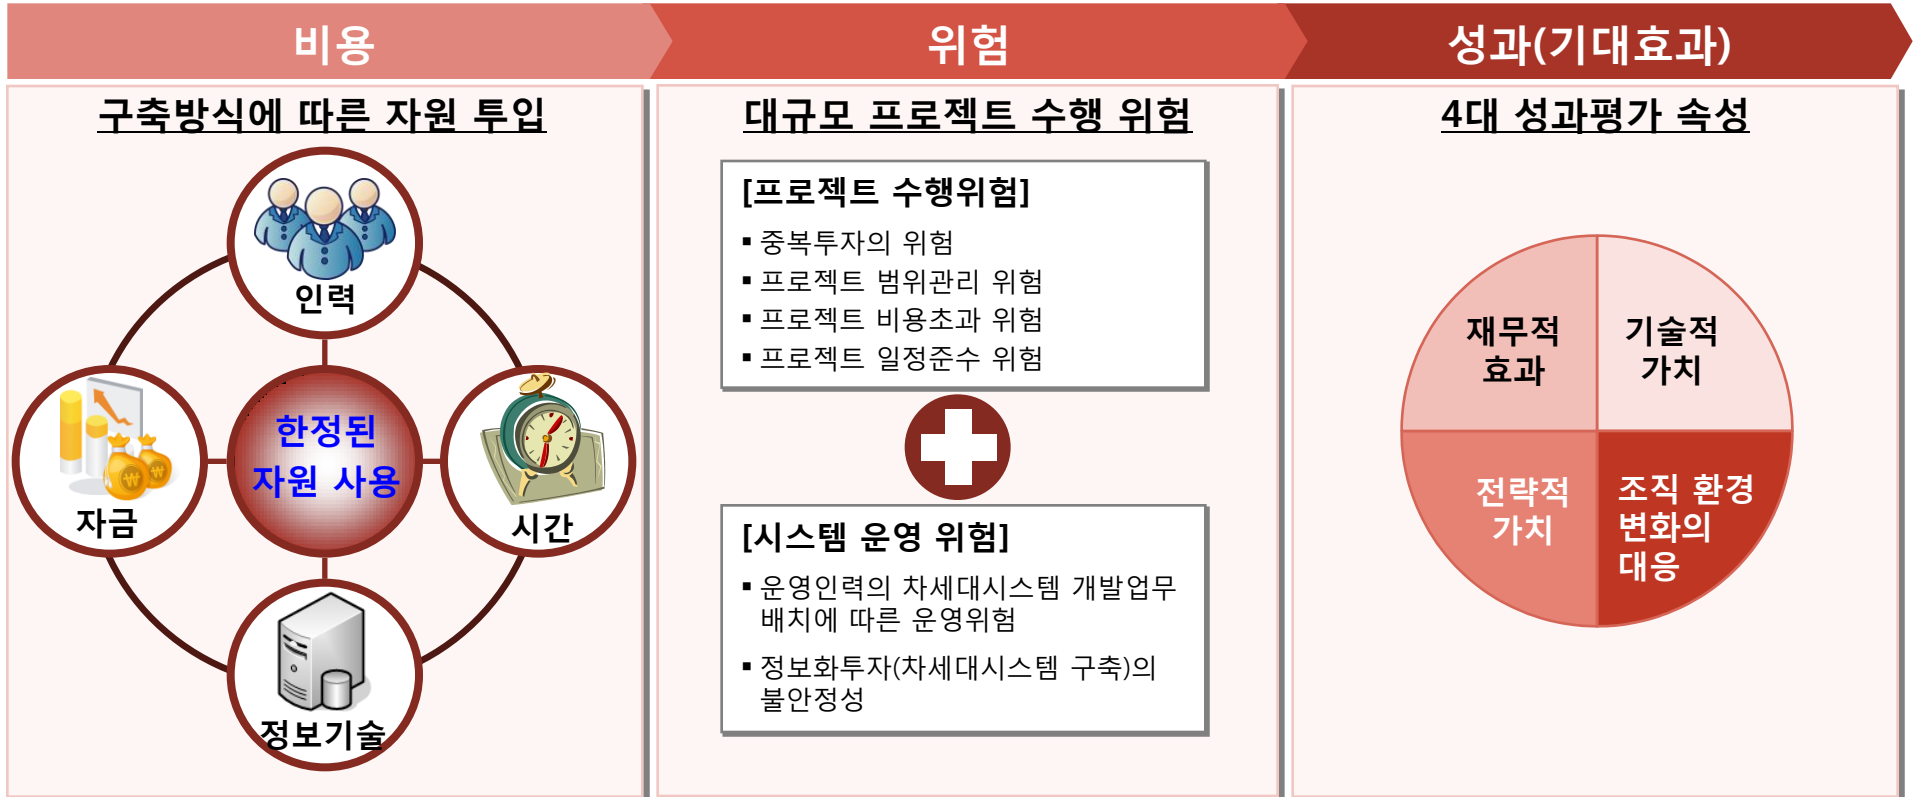 비용
위험
성과(기대효과)
구축방식에 따른 자원 투입
인력
자금
한정된
자원 사용
시간
정보기술
대규모 프로젝트 수행 위험
[프로젝트 수행위험]
▪ 중복투자의 위험
▪ 프로젝트 범위관리 위험
▪ 프로젝트 비용초과 위험
▪ 프로젝트 일정준수 위험
[시스템 운영 위험]
▪ 운영인력의 차세대시스템 개발업무
배치에 따른 운영위험
▪ 정보화투자(차세대시스템 구축)의
불안정성
4대 성과평가 속성
재무적
효과
기술적
가치
전략적
가치
조직 환경
변화의
대응